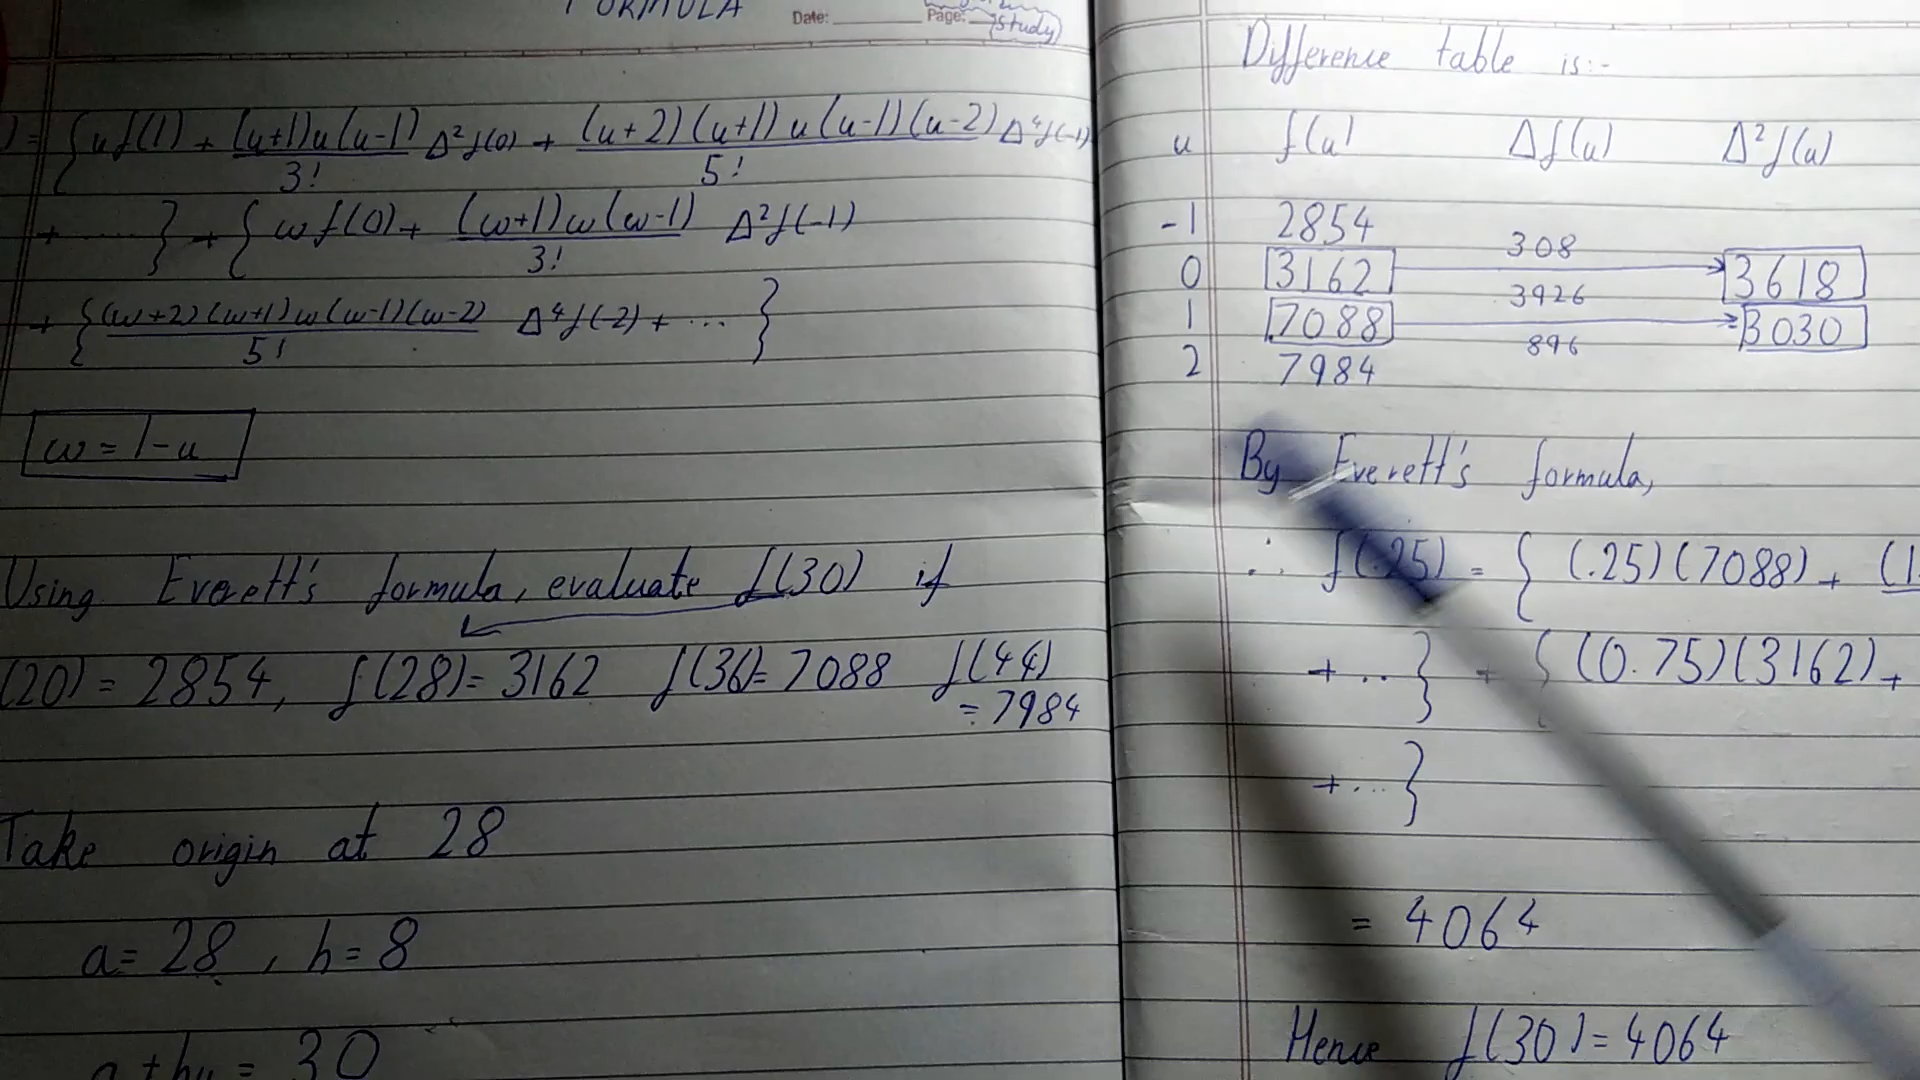 FORMULA
Date: Page:
Study
) = { u f(1) + (u+1)u(u-1)/3! Δ²f(0) + (u+2)(u+1)u(u-1)(u-2)/5! Δ⁴f(-1)
+ ...... } + { w f(0) + (w+1)w(w-1)/3! Δ²f(-1)
+ { (w+2)(w+1)w(w-1)(w-2)/5! Δ⁴f(-2) + ... }
w = 1-u
Using Everett's formula, evaluate f(30) if
(20) = 2854, f(28) = 3162 f(36) = 7088 f(44)
= 7984
Take origin at 28
a = 28, h = 8
a + hu = 30
Difference table is:-
u f(u) Δf(u) Δ²f(u)
-1 2854
308
0 3162 3618
3926
1 7088 -3030
896
2 7984
By Everett's formula,
∴ f(.25) = { (.25)(7088) + (1.
+ ... } + { (0.75)(3162) +
+ ... }
= 4064
Hence f(30) = 4064